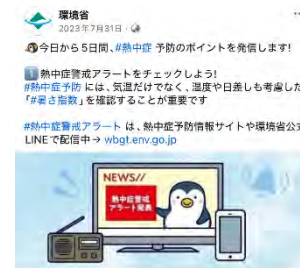 環境省
2023年7月31日
今日から5日間、#熱中症 予防のポイントを発信します!
1 熱中症警戒アラートをチェックしよう!
#熱中症予防 には、気温だけでなく、湿度や日差しも考慮した
「#暑さ指数」を確認することが重要です
#熱中症警戒アラート は、熱中症予防情報サイトや環境省公式
LINEで配信中→ wbgt.env.go.jp
NEWS//
熱中症警戒
アラート発表